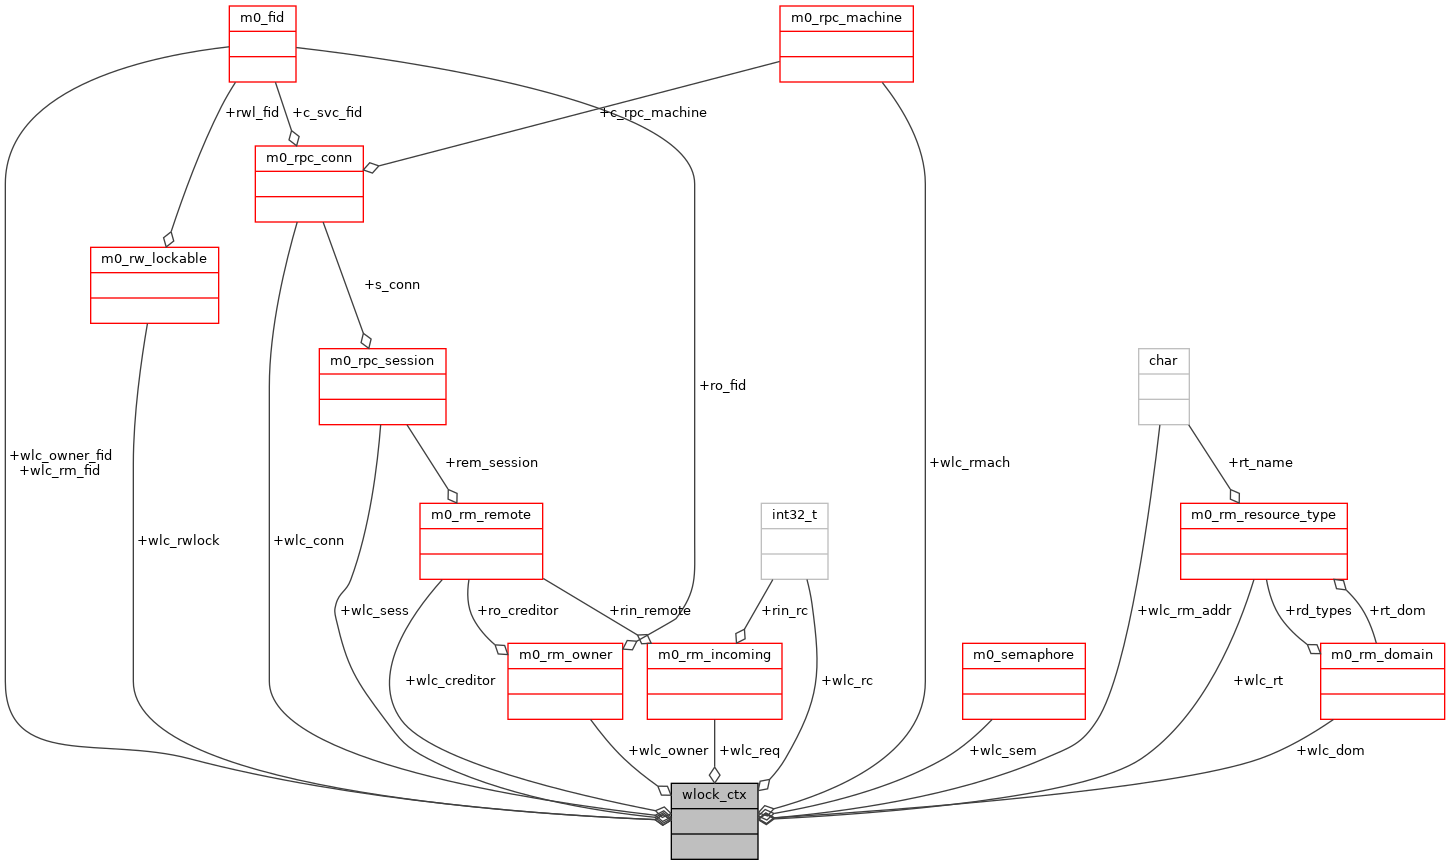 m0_fid
m0_rpc_machine
+rwl_fid
+c_svc_fid
+c_rpc_machine
m0_rpc_conn
m0_rw_lockable
+s_conn
m0_rpc_session
char
+ro_fid
+wlc_owner_fid
+wlc_rm_fid
+rem_session
+wlc_rmach
+rt_name
m0_rm_remote
int32_t
m0_rm_resource_type
+wlc_rwlock
+wlc_conn
+wlc_sess
+ro_creditor
+rin_remote
+rin_rc
+wlc_rm_addr
+rd_types
+rt_dom
m0_rm_owner
m0_rm_incoming
m0_semaphore
m0_rm_domain
+wlc_creditor
+wlc_rc
+wlc_rt
+wlc_owner
+wlc_req
+wlc_sem
+wlc_dom
wlock_ctx